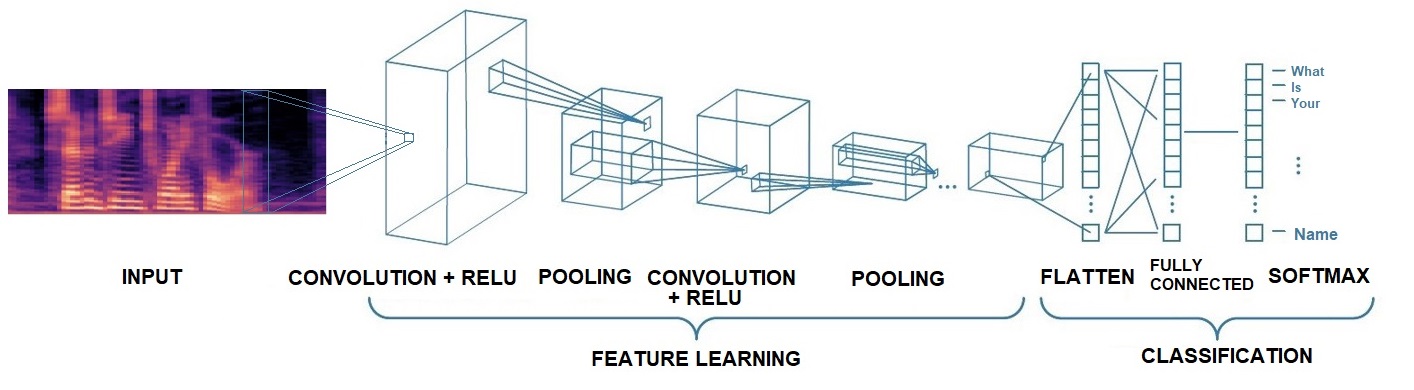 What
Is
Your
Name
INPUT
CONVOLUTION + RELU
POOLING
CONVOLUTION
+ RELU
POOLING
FLATTEN
FULLY
CONNECTED
SOFTMAX
FEATURE LEARNING
CLASSIFICATION